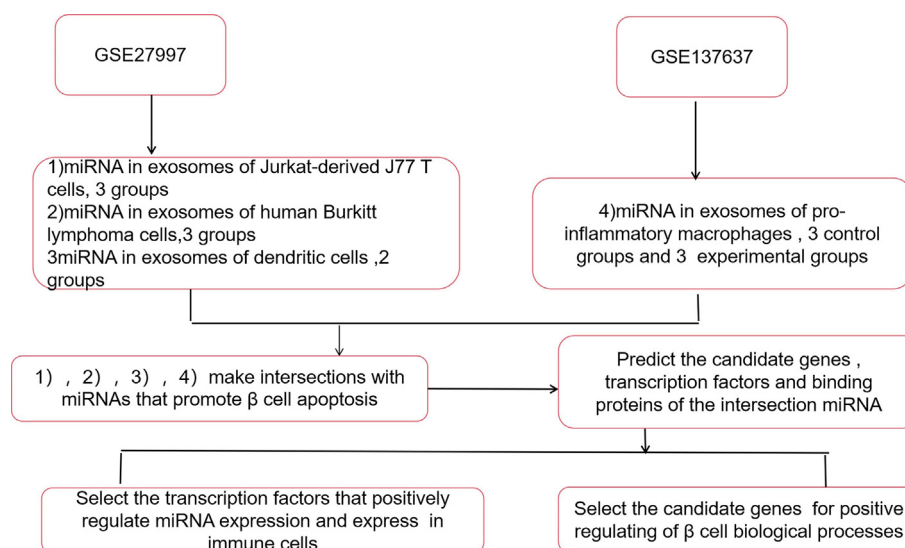 GSE27997
GSE137637
1)miRNA in exosomes of Jurkat-derived J77 T
cells, 3 groups
2)miRNA in exosomes of human Burkitt
lymphoma cells,3 groups
3miRNA in exosomes of dendritic cells ,2
groups
4)miRNA in exosomes of pro-
inflammatory macrophages , 3 control
groups and 3 experimental groups
1），2），3），4）make intersections with
miRNAs that promote β cell apoptosis
Predict the candidate genes ,
transcription factors and binding
proteins of the intersection miRNA
Select the transcription factors that positively
regulate miRNA expression and express in
immune cells
Select the candidate genes for positive
regulating of β cell biological processes